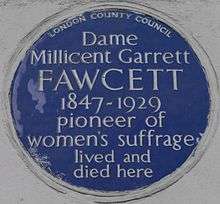 LONDON COUNTY COUNCIL
Dame
Millicent Garrett
FAWCETT
1847-1929
pioneer of
women's suffrage
lived and
died here